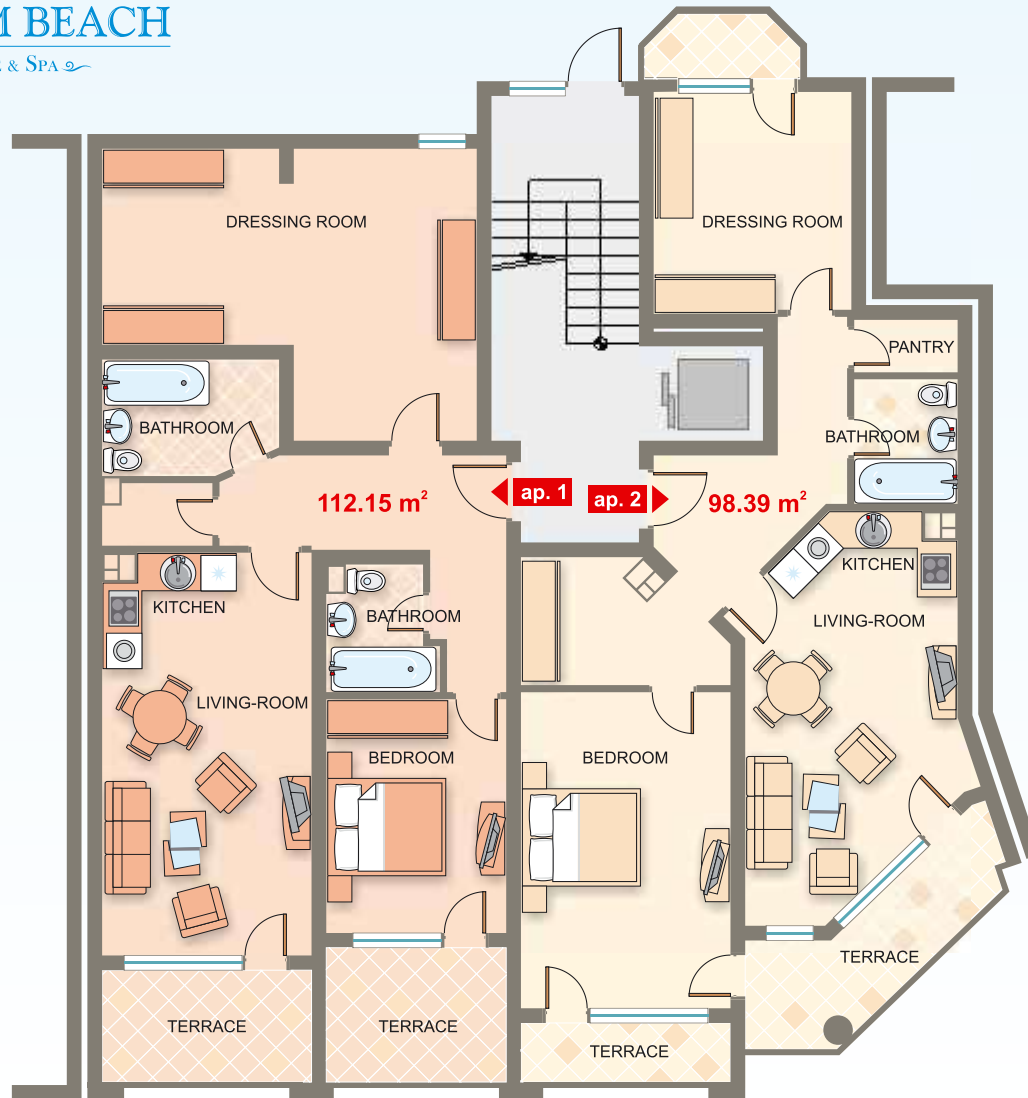 BEACH
& SPA
DRESSING ROOM
DRESSING ROOM
PANTRY
BATHROOM
BATHROOM
112.15 m²
ap. 1
ap. 2
98.39 m²
KITCHEN
KITCHEN
BATHROOM
LIVING-ROOM
LIVING-ROOM
BEDROOM
BEDROOM
TERRACE
TERRACE
TERRACE
TERRACE